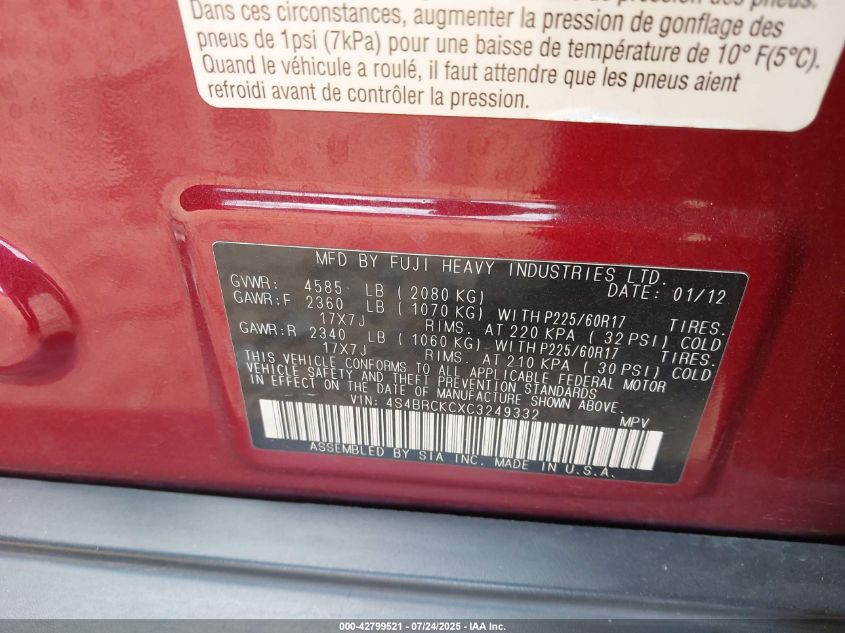 Dans ces circonstances, augmenter la pression de gonflage des
pneus de 1psi (7kPa) pour une baisse de température de 10° F(5°C).
Quand le véhicule a roulé, il faut attendre que les pneus aient
refroidi avant de contrôler la pression.
MFD BY FUJI HEAVY INDUSTRIES LTD.
GVWR: 4585 LB ( 2080 KG) DATE: 01/12
GAWR:F 2360 LB ( 1070 KG) WITH P225/60R17 TIRES.
17X7J RIMS. AT 220 KPA ( 32 PSI) COLD
GAWR:R 2340 LB ( 1060 KG) WITH P225/60R17 TIRES.
17X7J RIMS. AT 210 KPA ( 30 PSI) COLD
THIS VEHICLE CONFORMS TO ALL APPLICABLE FEDERAL MOTOR
VEHICLE SAFETY AND THEFT PREVENTION STANDARDS
IN EFFECT ON THE DATE OF MANUFACTURE SHOWN ABOVE.
VIN: 4S4BRCKCXC3249332 MPV
ASSEMBLED BY SIA INC. MADE IN U.S.A.
000-42799521 - 07/24/2025 - IAA Inc.